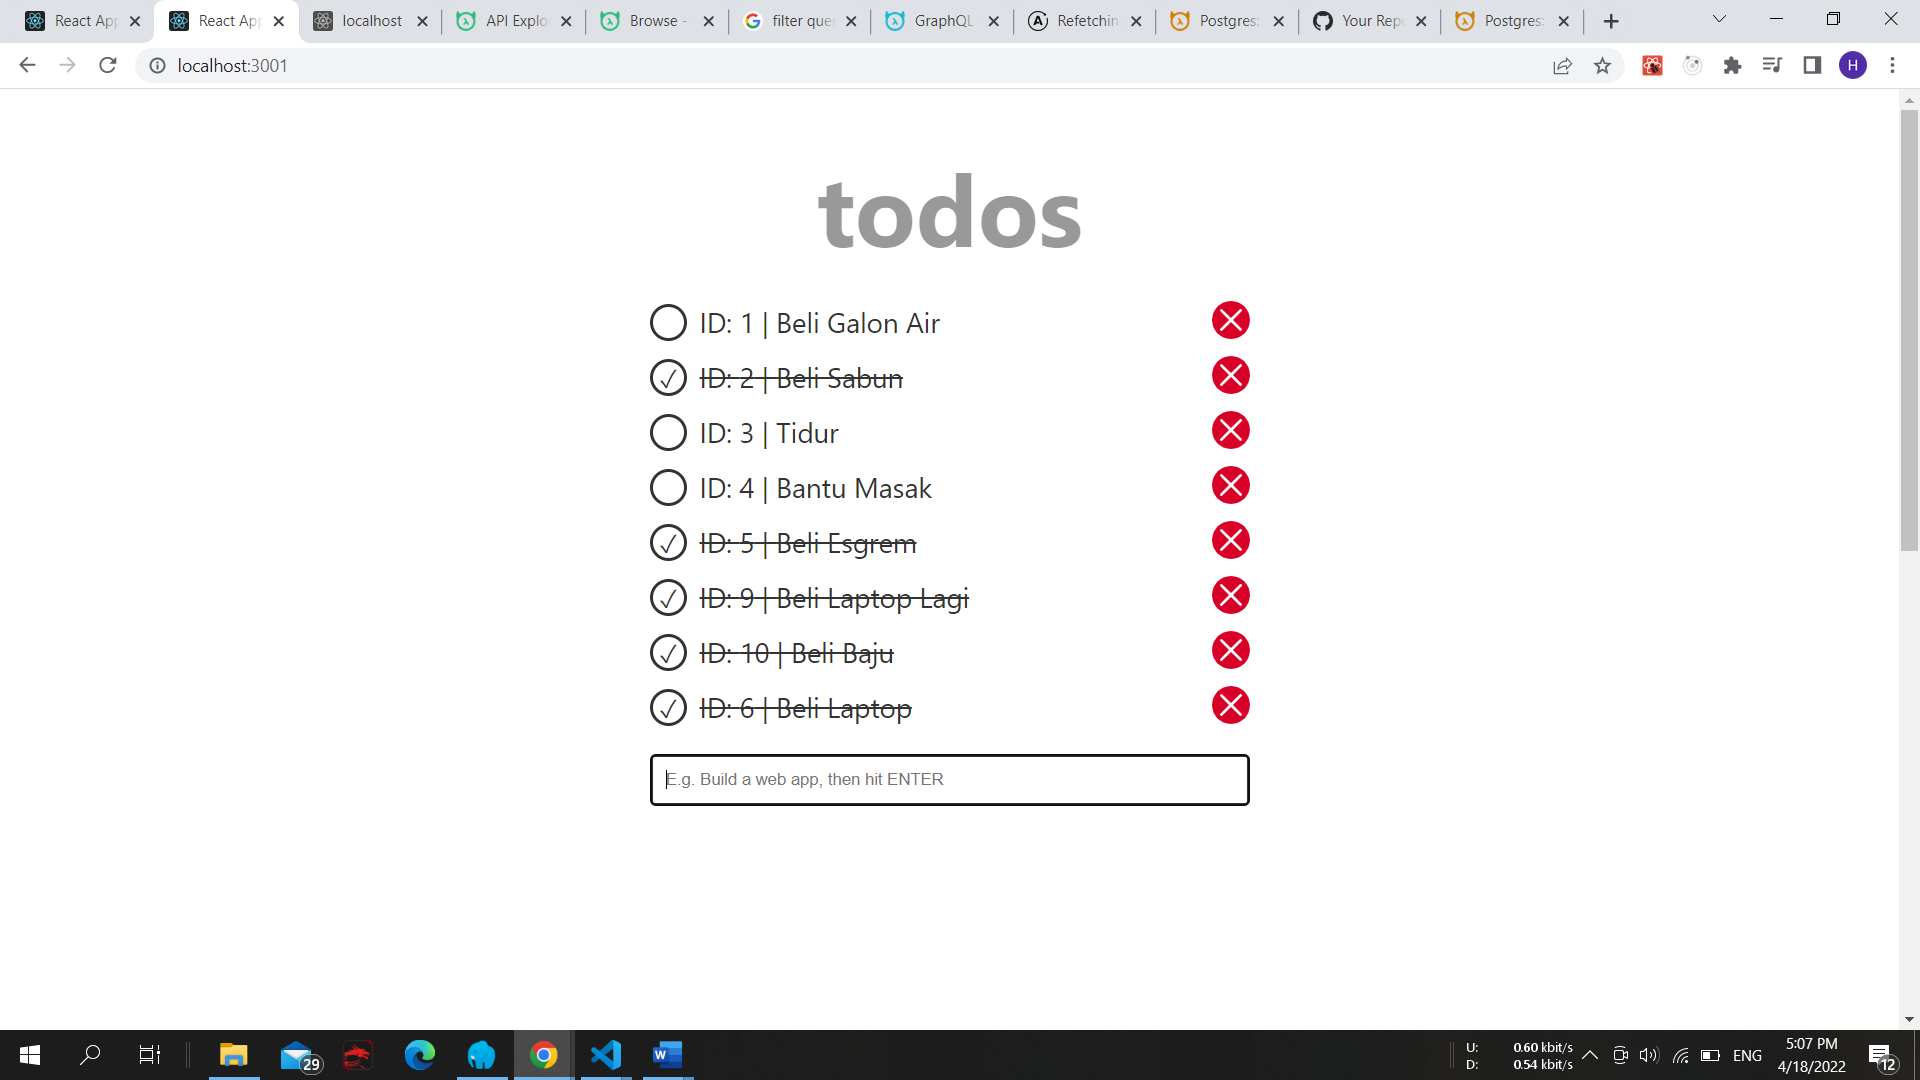 React Ap
React Ap
localhost
API Explo
Browse -
filter que
GraphQL
Refetchin
Postgres
Your Rep
Postgres
localhost:3001
H
todos
ID: 1 | Beli Galon Air
ID: 2 | Beli Sabun
ID: 3 | Tidur
ID: 4 | Bantu Masak
ID: 5 | Beli Esgrem
ID: 9 | Beli Laptop Lagi
ID: 10 | Beli Baju
ID: 6 | Beli Laptop
E.g. Build a web app, then hit ENTER
29
U: 0.60 kbit/s
D: 0.54 kbit/s
ENG
5:07 PM
4/18/2022
12